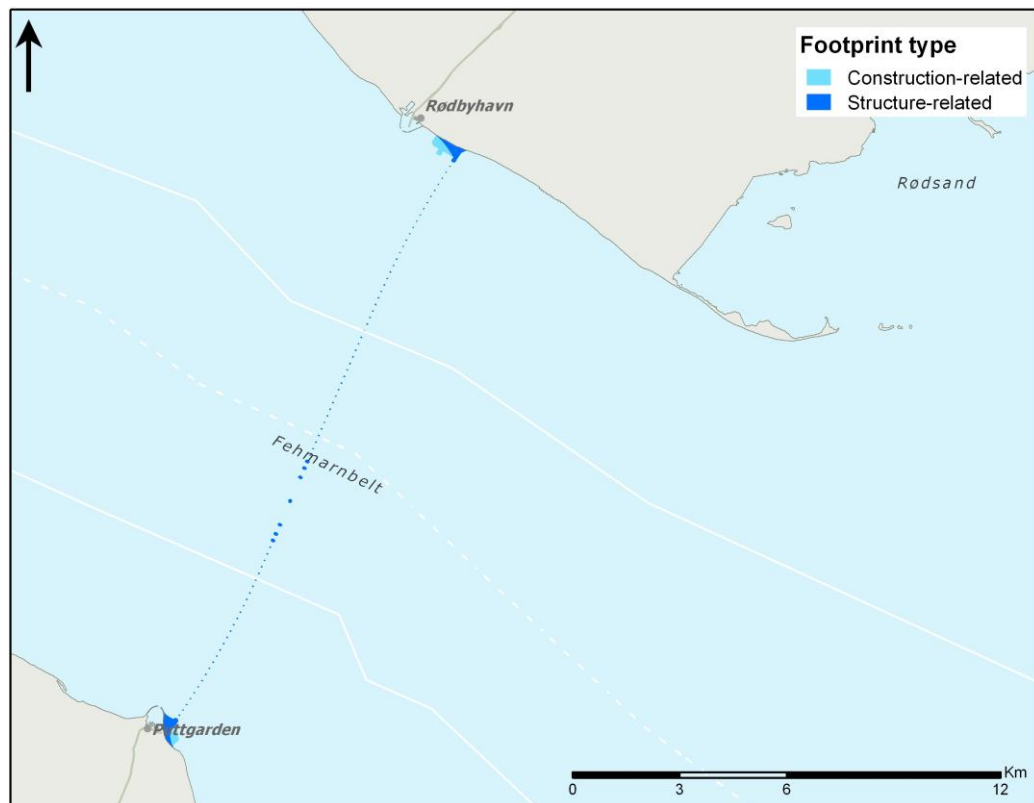 Footprint type
Construction-related
Structure-related
Rødbyhavn
Rødsand
Fehmarnbelt
Puttgarden
Km
0 3 6 12